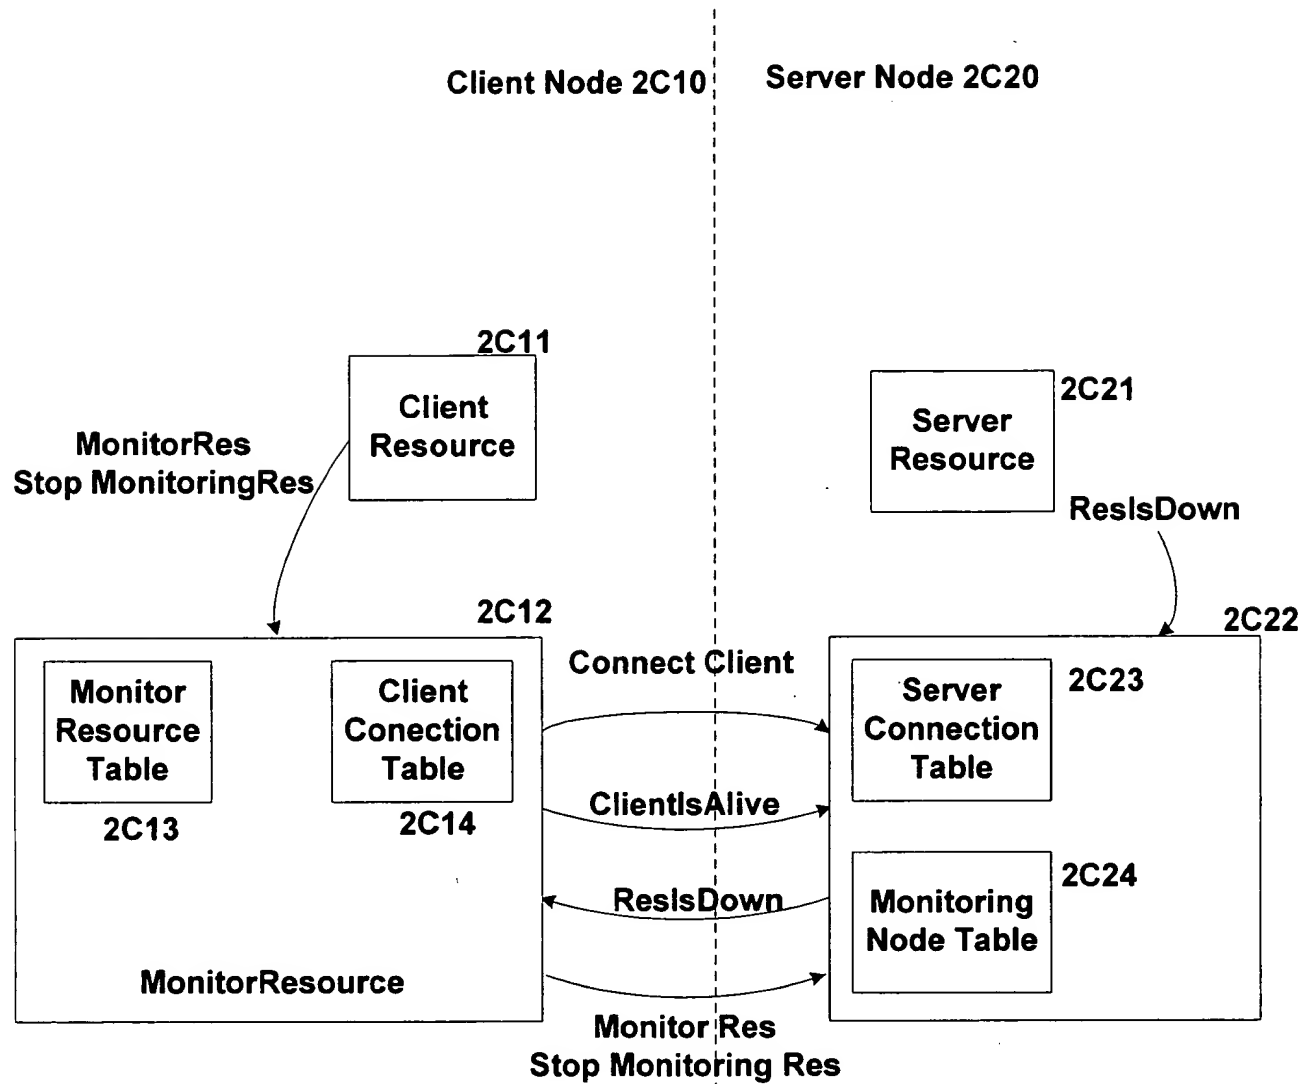 Client Node 2C10
Server Node 2C20
2C11
Client
Resource
2C21
Server
Resource
MonitorRes
Stop MonitoringRes
ResIsDown
2C12
2C22
Monitor
Resource
Table
2C13
Client
Conection
Table
2C14
Connect Client
Server
Connection
Table
2C23
ClientIsAlive
ResIsDown
Monitoring
Node Table
2C24
MonitorResource
Monitor Res
Stop Monitoring Res